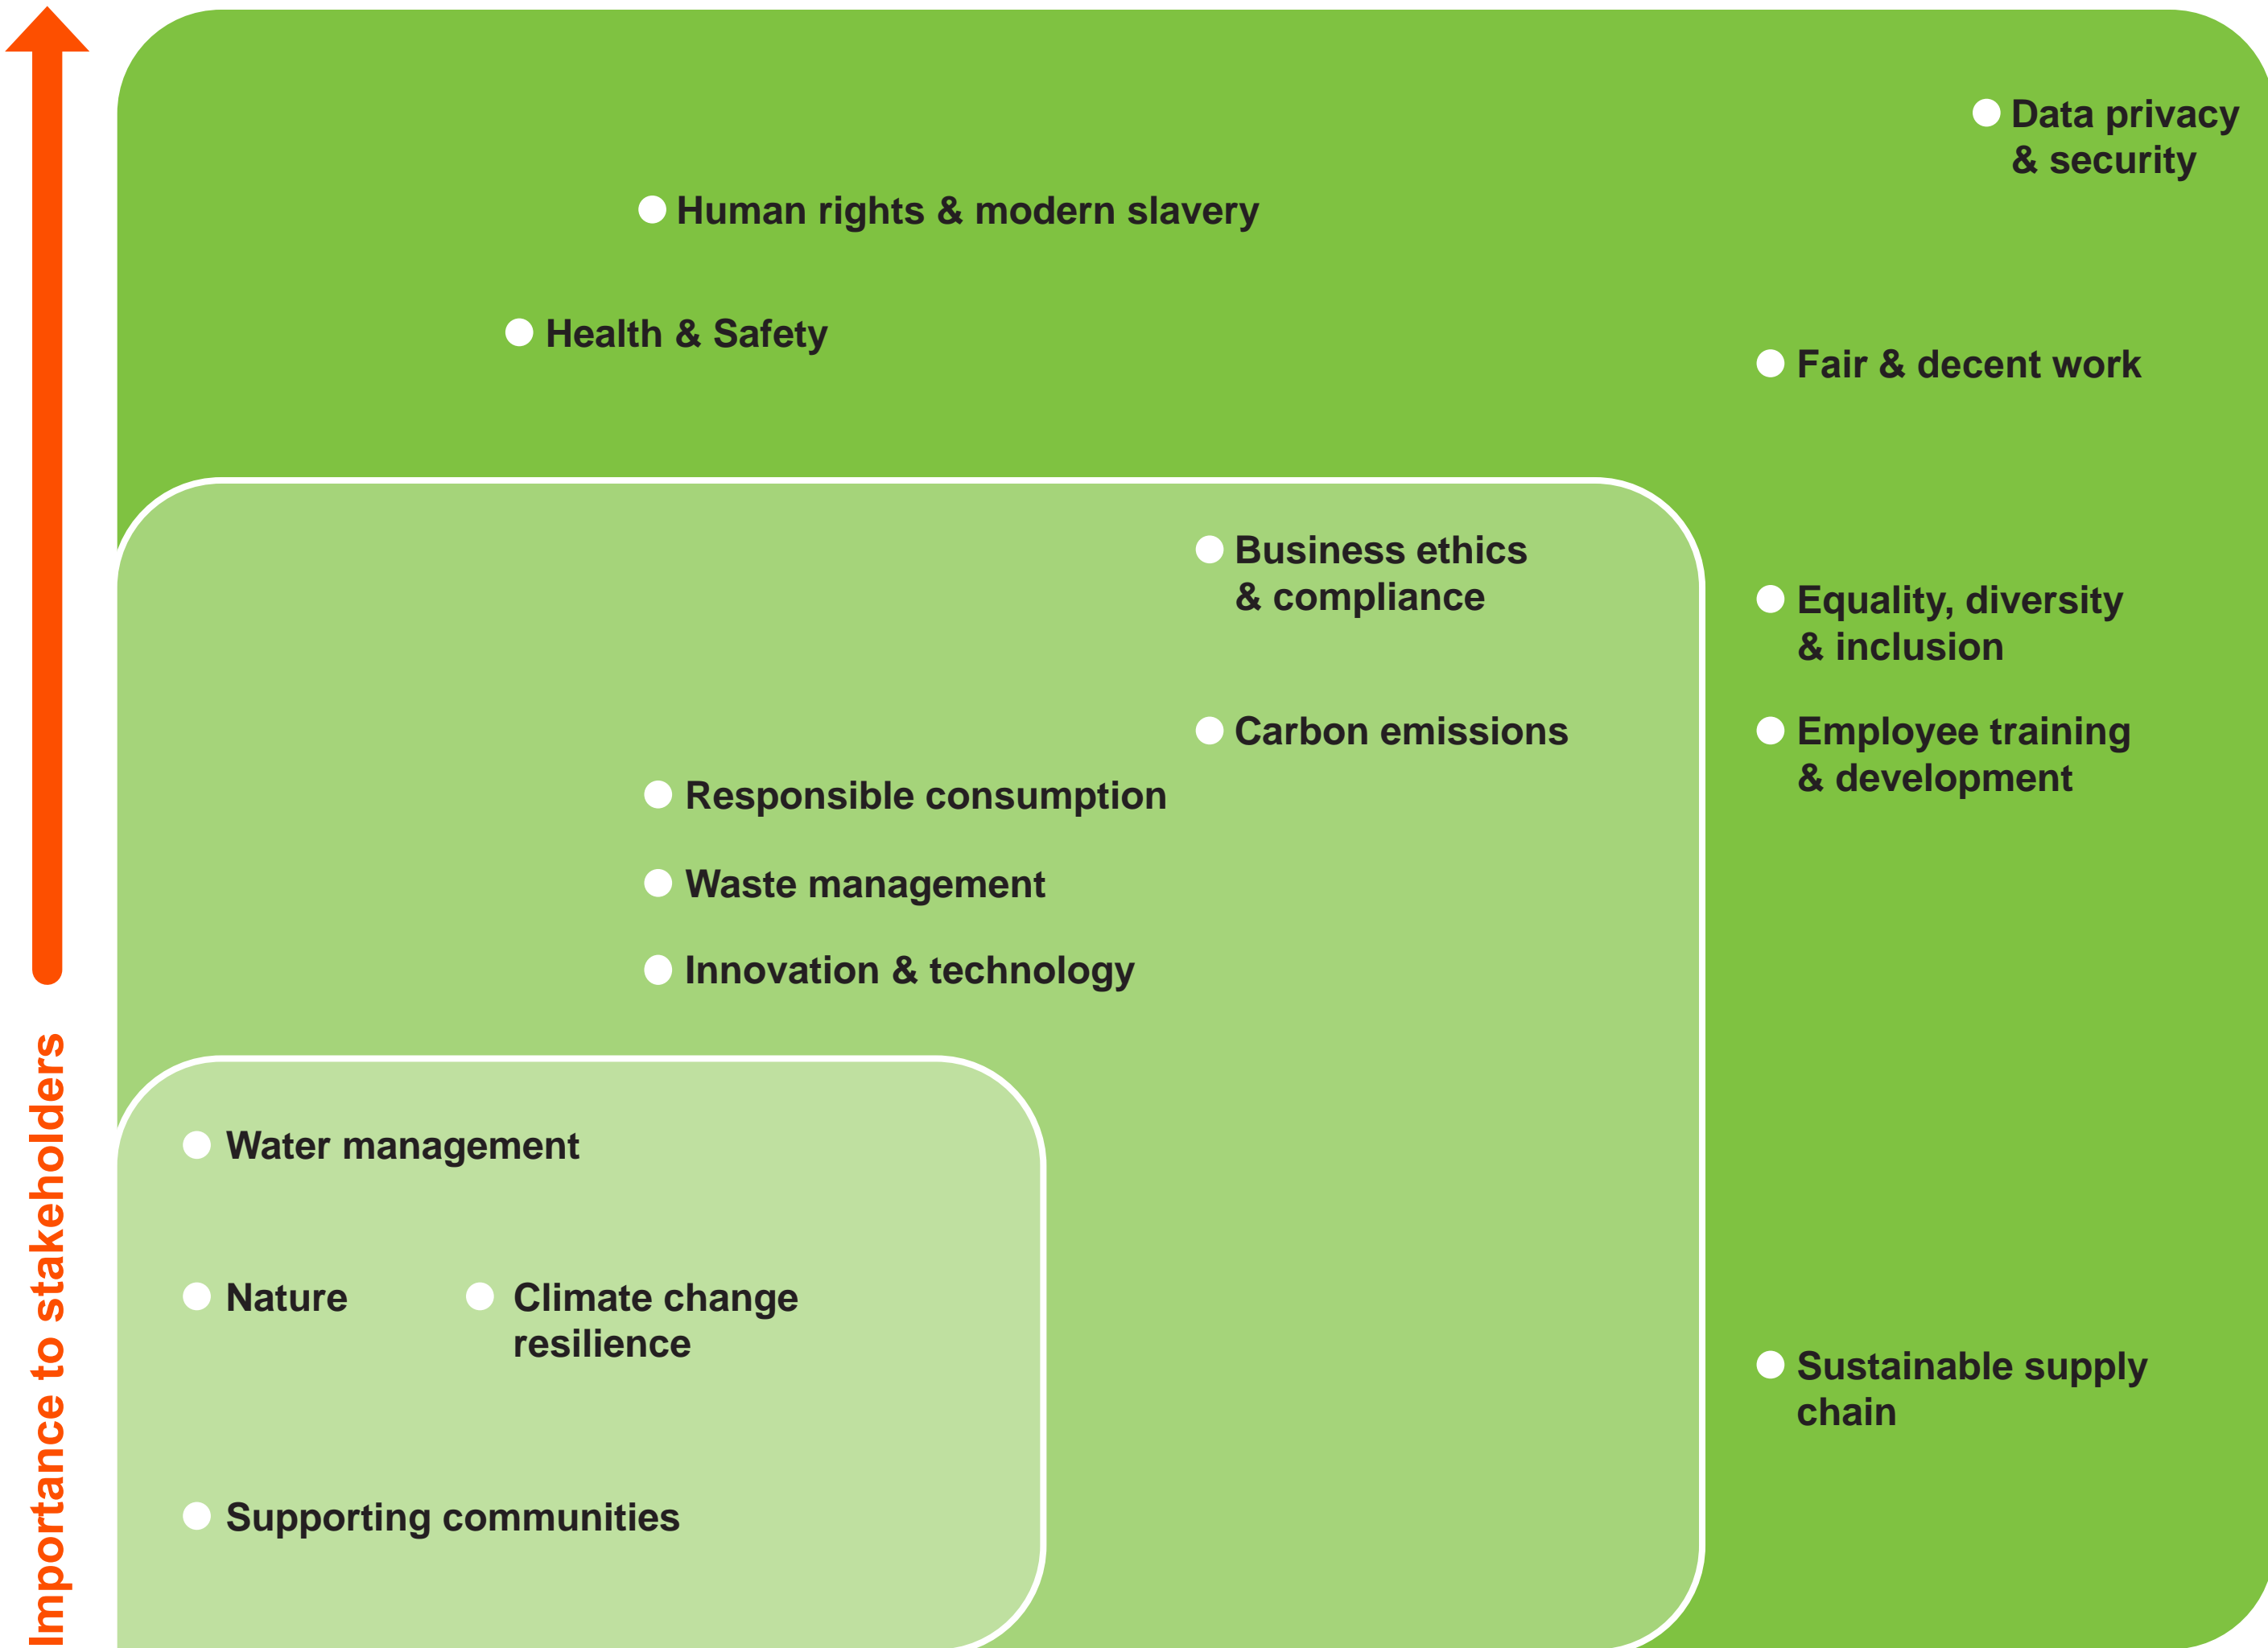 Data privacy
& security
Human rights & modern slavery
Health & Safety
Fair & decent work
Business ethics
& compliance
Equality, diversity
& inclusion
Carbon emissions
Employee training
& development
Responsible consumption
Waste management
Innovation & technology
Water management
Nature
Climate change
resilience
Sustainable supply
chain
Supporting communities
Importance to stakeholders